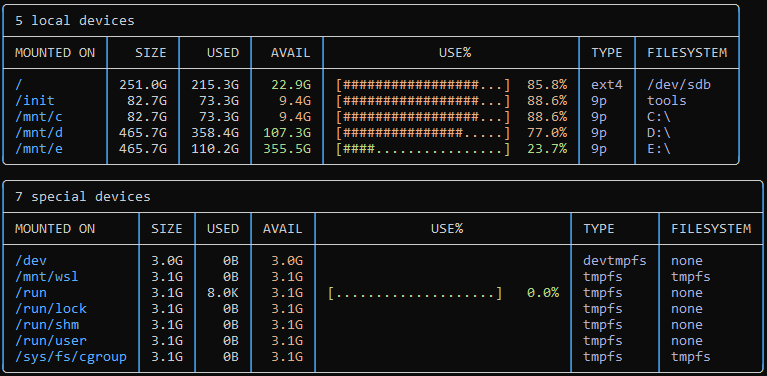 5 local devices
MOUNTED ON SIZE USED AVAIL USE% TYPE FILESYSTEM
/ 251.0G 215.3G 22.9G [#################...] 85.8% ext4 /dev/sdb
/init 82.7G 73.3G 9.4G [#################...] 88.6% 9p tools
/mnt/c 82.7G 73.3G 9.4G [#################...] 88.6% 9p C:\
/mnt/d 465.7G 358.4G 107.3G [###############.....] 77.0% 9p D:\
/mnt/e 465.7G 110.2G 355.5G [####................] 23.7% 9p E:\
7 special devices
MOUNTED ON SIZE USED AVAIL USE% TYPE FILESYSTEM
/dev 3.0G 0B 3.0G devtmpfs none
/mnt/wsl 3.1G 0B 3.1G tmpfs tmpfs
/run 3.1G 8.0K 3.1G [....................] 0.0% tmpfs none
/run/lock 3.1G 0B 3.1G tmpfs none
/run/shm 3.1G 0B 3.1G tmpfs none
/run/user 3.1G 0B 3.1G tmpfs none
/sys/fs/cgroup 3.1G 0B 3.1G tmpfs tmpfs